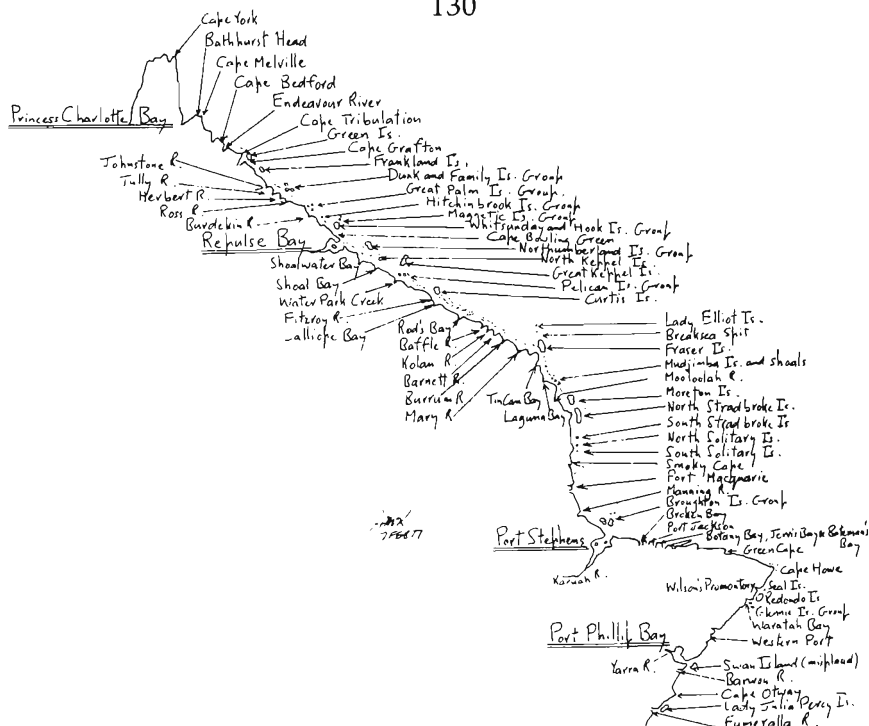 130
Cape York
Bathhurst Head
Cape Melville
Cape Bedford
Endeavour River
Princess Charlotte Bay
Cape Tribulation
Green Is.
Cape Grafton
Frankland Is.
Dunk and Family Is. Group
Great Palm Is. Group.
Hitchinbrook Is. Group
Magnetic Is. Group
Whitsunday and Hook Is. Group
Cape Bowling Green
Northumberland Is. Group
North Keppel Is.
Great Keppel Is.
Pelican Is. Group
Curtis Is.
Johnstone R.
Tully R.
Herbert R.
Ross R.
Burdekin R.
Repulse Bay
Shoalwater Bay
Shoal Bay
Winter Park Creek
Fitzroy R.
alliope Bay
Rod's Bay
Baffle R.
Kolan R.
Barnett R.
Burrum R.
Mary R.
Tin Can Bay
Laguna Bay
Lady Elliot Is.
Breaksea Spit
Fraser Is.
Mudjimba Is. and shoals
Mooloolah R.
Moreton Is.
North Stradbroke Is.
South Stradbroke Is
North Solitary Is.
South Solitary Is.
Smoky Cape
Port Macquarie
Manning R.
Broughton Is. Group
Broken Bay
Port Jackson
Botany Bay, Jervis Bay & Bateman's
Bay
Green Cape
Port Stephens
Karuah R.
Cape Howe
Wilson's Promontory
Seal Is.
Redondo Is
Glennie Is. Group
Waratah Bay
Western Port
Port Phillip Bay
Yarra R.
Swan Island (mipload)
Barwon R.
Cape Otway
Lady Julia Percy Is.
Eumeralla R.